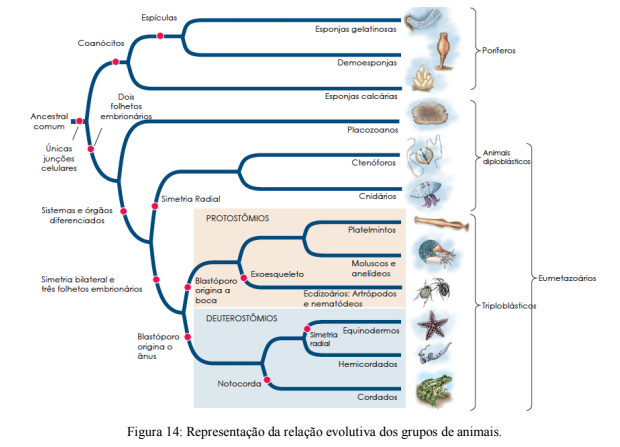 Espículas
Esponjas gelatinosas
Coanócitos
Poríferos
Demoesponjas
Dois
folhetos
embrionários
Esponjas calcárias
Ancestral
comum
Placozoanos
Únicas
junções
celulares
Animais
diploblásticos
Ctenóforos
Cnidários
Simetria Radial
Sistemas e órgãos
diferenciados
PROTOSTÔMIOS
Platelmintos
Moluscos e
anelídeos
Exoesqueleto
Blastóporo
origina a
boca
Simetria bilateral e
três folhetos embrionários
Ecdizoários: Artrópodos
e nematódeos
Eumetazoários
Triploblásticos
DEUTEROSTÔMIOS
Equinodermos
Simetria
radial
Blastóporo
origina o
ânus
Hemicordados
Notocorda
Cordados
Figura 14: Representação da relação evolutiva dos grupos de animais.